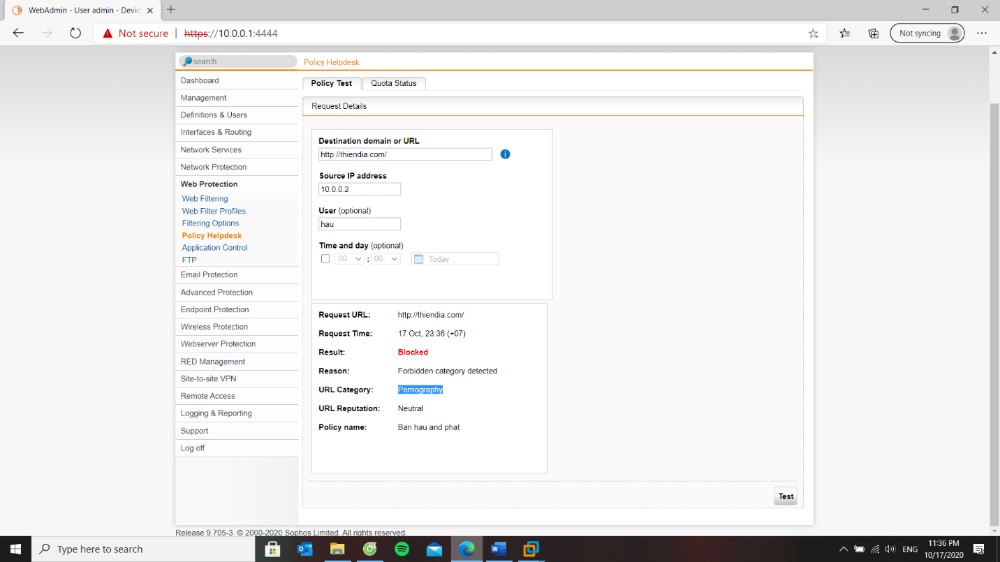 WebAdmin - User admin - Devic
Not secure
https://10.0.0.1:4444
Not syncing
search
Policy Helpdesk
Dashboard
Management
Definitions & Users
Interfaces & Routing
Network Services
Network Protection
Web Protection
Web Filtering
Web Filter Profiles
Filtering Options
Policy Helpdesk
Application Control
FTP
Email Protection
Advanced Protection
Endpoint Protection
Wireless Protection
Webserver Protection
RED Management
Site-to-site VPN
Remote Access
Logging & Reporting
Support
Log off
Policy Test
Quota Status
Request Details
Destination domain or URL
http://thiendia.com/
Source IP address
10.0.0.2
User (optional)
hau
Time and day (optional)
00 : 00 Today
Request URL: http://thiendia.com/
Request Time: 17 Oct, 23:36 (+07)
Result: Blocked
Reason: Forbidden category detected
URL Category: Pornography
URL Reputation: Neutral
Policy name: Ban hau and phat
Test
Release 9.705-3 © 2000-2020 Sophos Limited. All rights reserved.
Type here to search
ENG
11:36 PM
10/17/2020